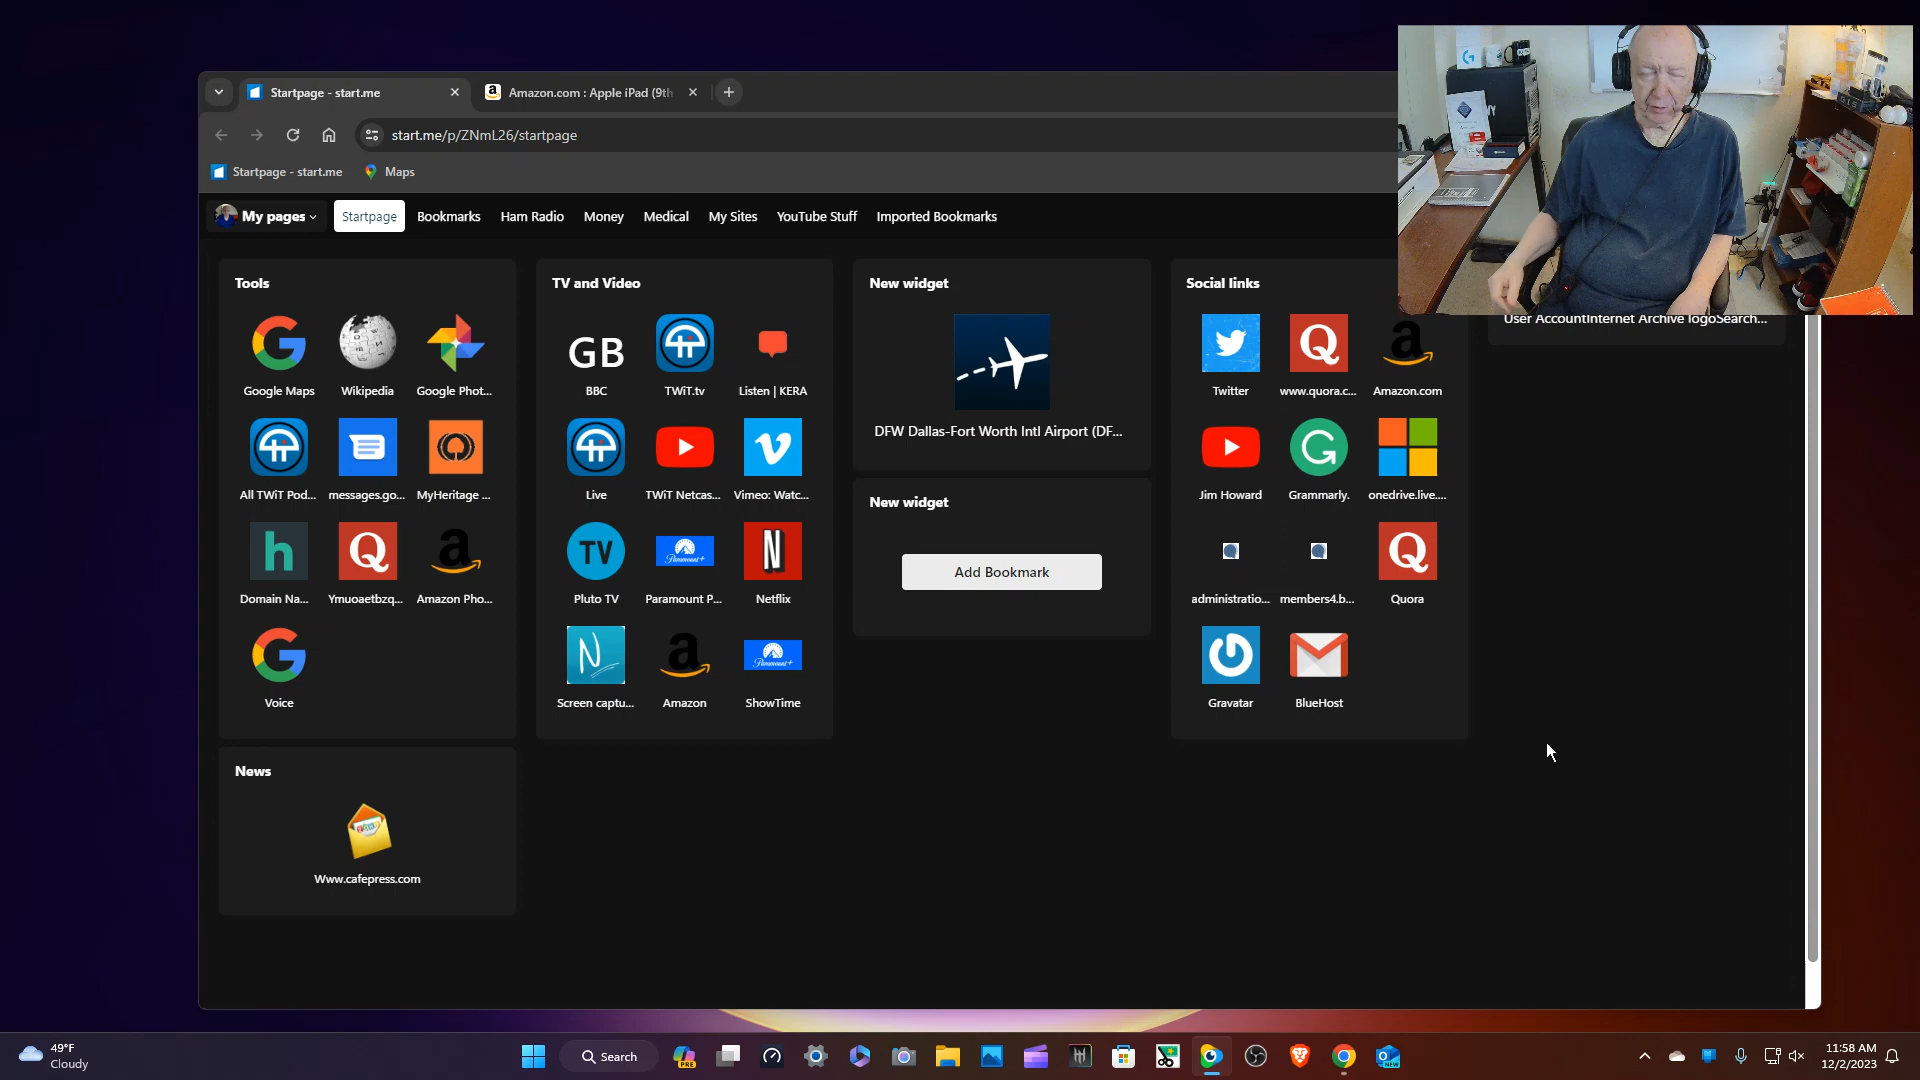 Startpage - start.me
Amazon.com : Apple iPad (9th
start.me/p/ZNmL26/startpage
Startpage - start.me
Maps
My pages
Startpage
Bookmarks
Ham Radio
Money
Medical
My Sites
YouTube Stuff
Imported Bookmarks
Tools
Google Maps
Wikipedia
Google Phot...
All TWiT Pod...
messages.go...
MyHeritage ...
h
Q
Domain Na...
Ymuoaetbzq...
Amazon Pho...
Voice
News
Www.cafepress.com
TV and Video
GB
BBC
TWiT.tv
Listen | KERA
Live
TWiT Netcas...
Vimeo: Watc...
TV
Paramount+
N
Pluto TV
Paramount P...
Netflix
N
Paramount+
Screen captu...
Amazon
ShowTime
New widget
DFW Dallas-Fort Worth Intl Airport (DF...
New widget
Add Bookmark
Social links
Q
Twitter
www.quora.c...
Amazon.com
Jim Howard
Grammarly.
onedrive.live....
Q
administratio...
members4.b...
Quora
Gravatar
BlueHost
User AccountInternet Archive logoSearch...
49°F
Cloudy
Search
PRE
NEW
11:58 AM
12/2/2023